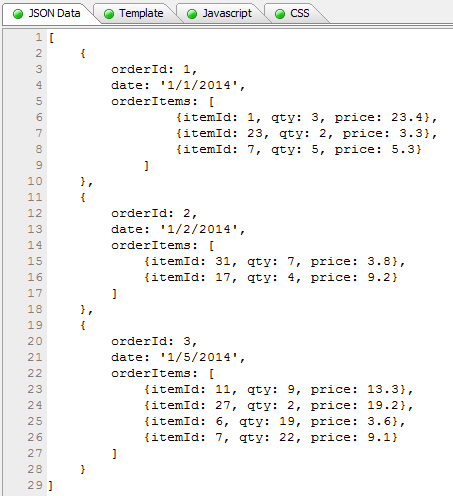 JSON Data Template Javascript CSS
1 [
2     {
3         orderId: 1,
4         date: '1/1/2014',
5         orderItems: [
6                 {itemId: 1, qty: 3, price: 23.4},
7                 {itemId: 23, qty: 2, price: 3.3},
8                 {itemId: 7, qty: 5, price: 5.3}
9             ]
10     },
11     {
12         orderId: 2,
13         date: '1/2/2014',
14         orderItems: [
15             {itemId: 31, qty: 7, price: 3.8},
16             {itemId: 17, qty: 4, price: 9.2}
17         ]
18     },
19     {
20         orderId: 3,
21         date: '1/5/2014',
22         orderItems: [
23             {itemId: 11, qty: 9, price: 13.3},
24             {itemId: 27, qty: 2, price: 19.2},
25             {itemId: 6, qty: 19, price: 3.6},
26             {itemId: 7, qty: 22, price: 9.1}
27         ]
28     }
29 ]